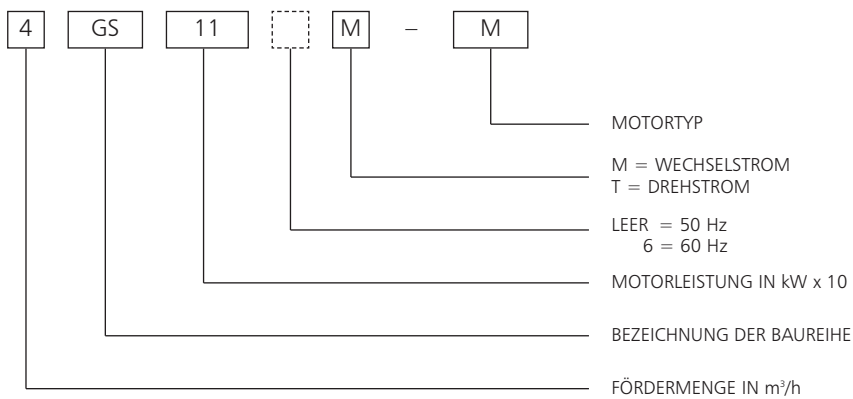 4 GS 11 M – M
MOTORTYP
M = WECHSELSTROM
T = DREHSTROM
LEER = 50 Hz
6 = 60 Hz
MOTORLEISTUNG IN kW x 10
BEZEICHNUNG DER BAUREIHE
FÖRDERMENGE IN m³/h